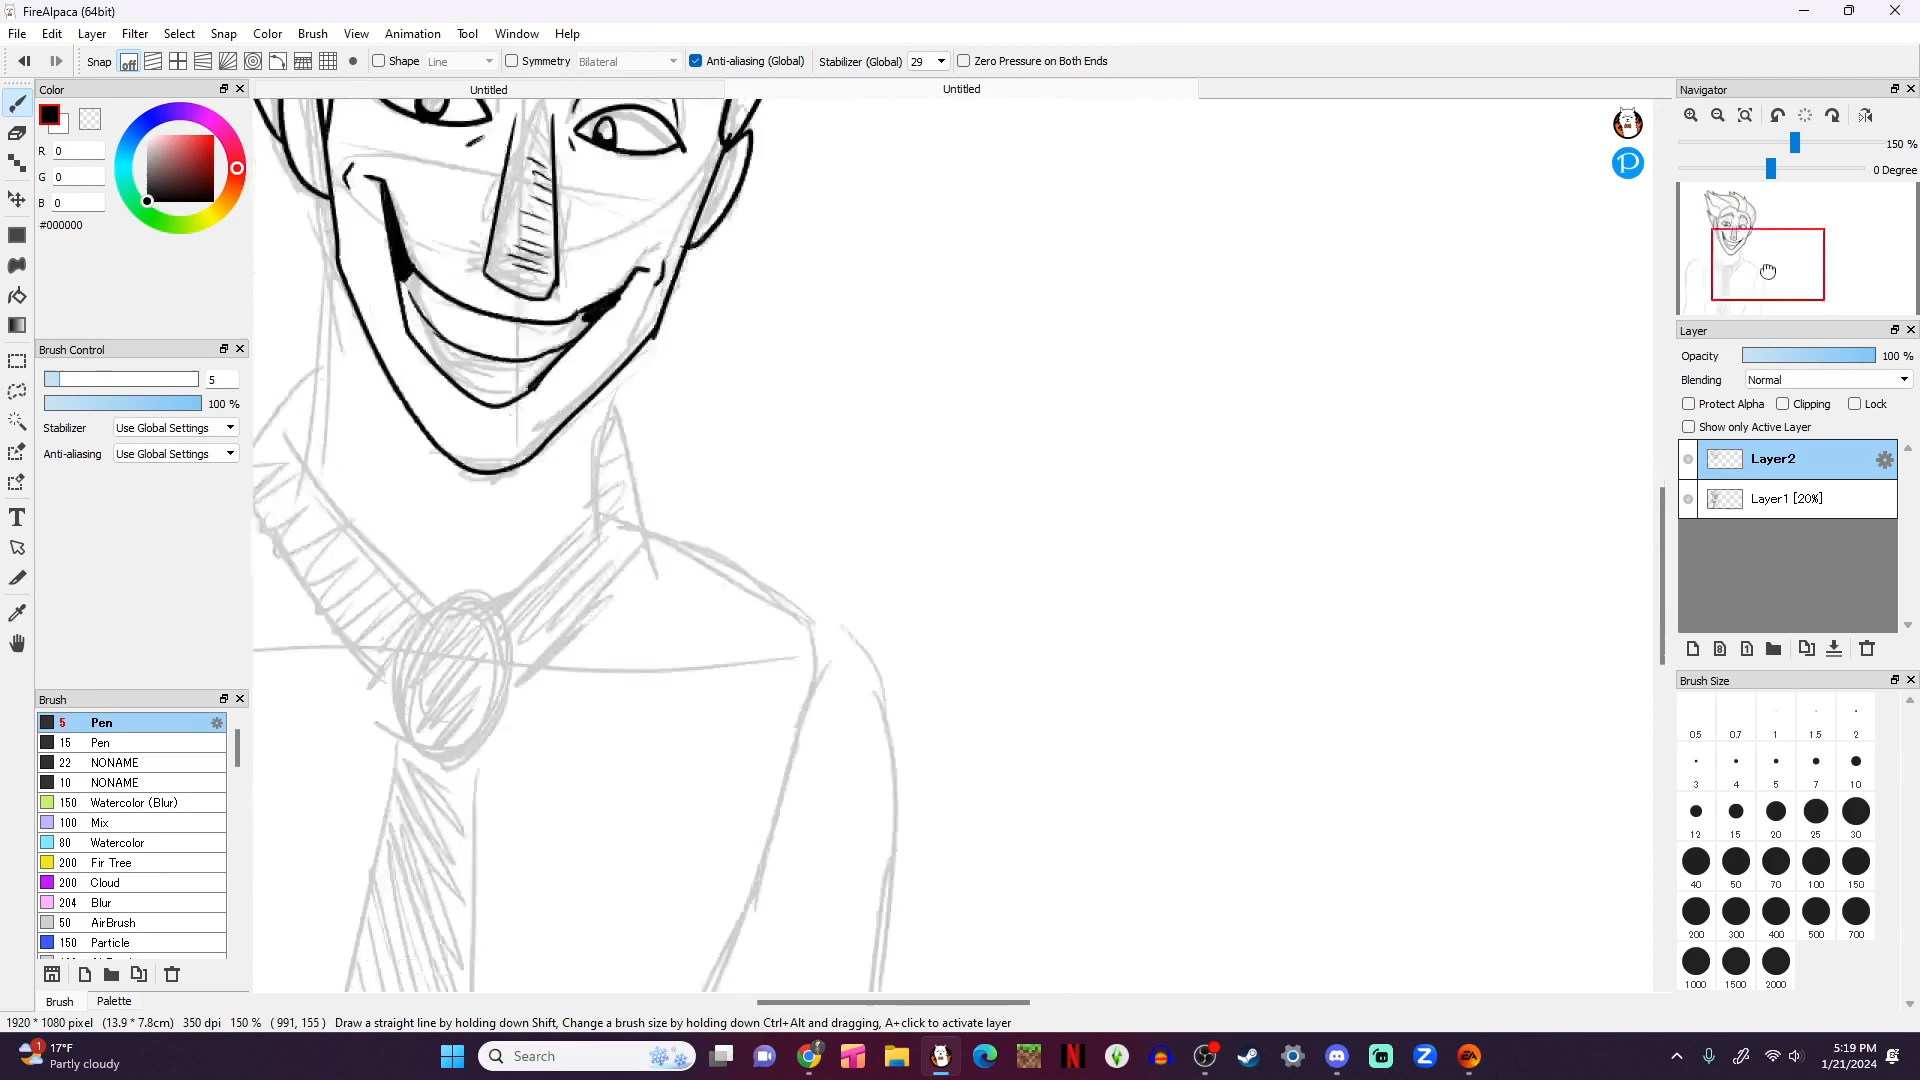 FireAlpaca (64bit)
File Edit Layer Filter Select Snap Color Brush View Animation Tool Window Help
Snap off Shape Line Symmetry Bilateral Anti-aliasing (Global) Stabilizer (Global) 29 Zero Pressure on Both Ends
Color
Untitled Untitled
Navigator
R 0
G 0
B 0
#000000
150 %
0 Degree
Brush Control
5
100 %
Stabilizer Use Global Settings
Anti-aliasing Use Global Settings
Layer
Opacity 100 %
Blending Normal
Protect Alpha Clipping Lock
Show only Active Layer
Layer2
Layer1 [20%]
Brush
5 Pen
15 Pen
22 NONAME
10 NONAME
150 Watercolor (Blur)
100 Mix
80 Watercolor
200 Fir Tree
200 Cloud
204 Blur
50 AirBrush
150 Particle
Brush Palette
Brush Size
0.5 0.7 1 1.5 2
3 4 5 7 10
12 15 20 25 30
40 50 70 100 150
200 300 400 500 700
1000 1500 2000
1920 * 1080 pixel (13.9 * 7.8cm) 350 dpi 150 % ( 991, 155 ) Draw a straight line by holding down Shift, Change a brush size by holding down Ctrl+Alt and dragging, A+click to activate layer
1
17°F
Partly cloudy
Search
5:19 PM
1/21/2024